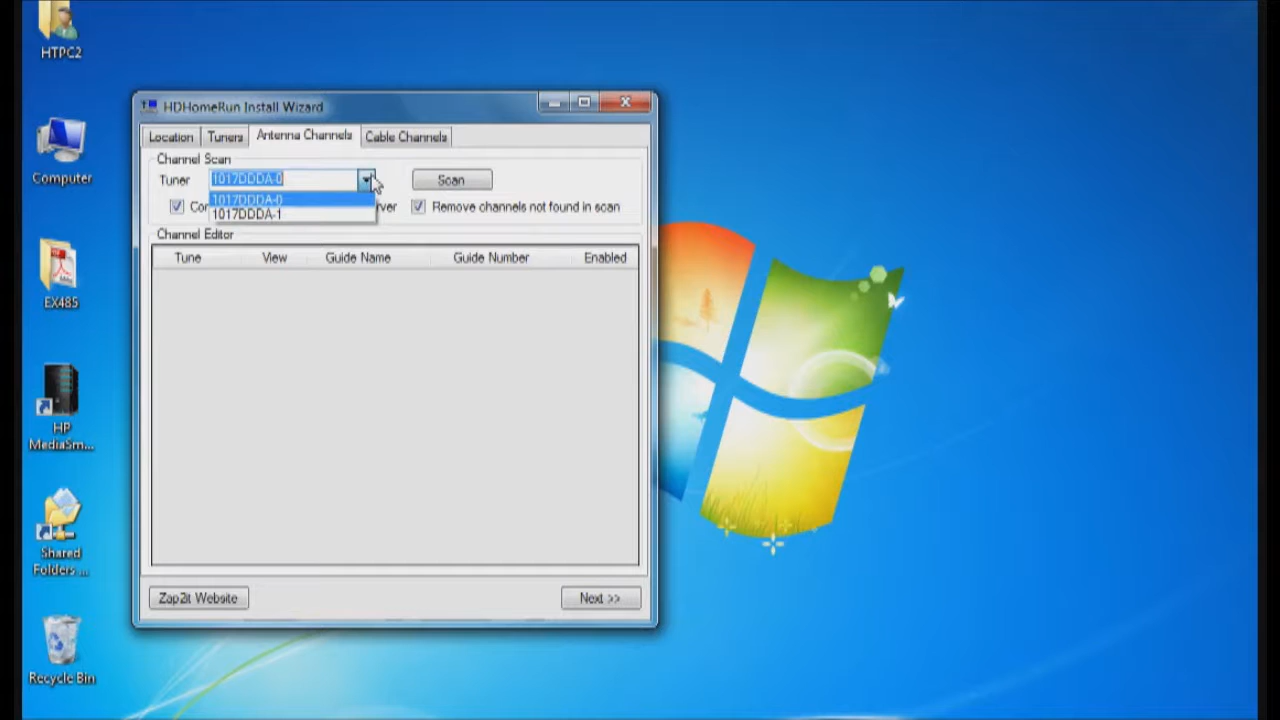 HTPC2
Computer
EX485
HP
MediaSm...
Shared
Folders ...
Recycle Bin
HDHomeRun Install Wizard
Location Tuners Antenna Channels Cable Channels
Channel Scan
Tuner 1017DDDA-0 Scan
1017DDDA-0
Con ver Remove channels not found in scan
1017DDDA-1
Channel Editor
Tune View Guide Name Guide Number Enabled
Zap2it Website Next >>